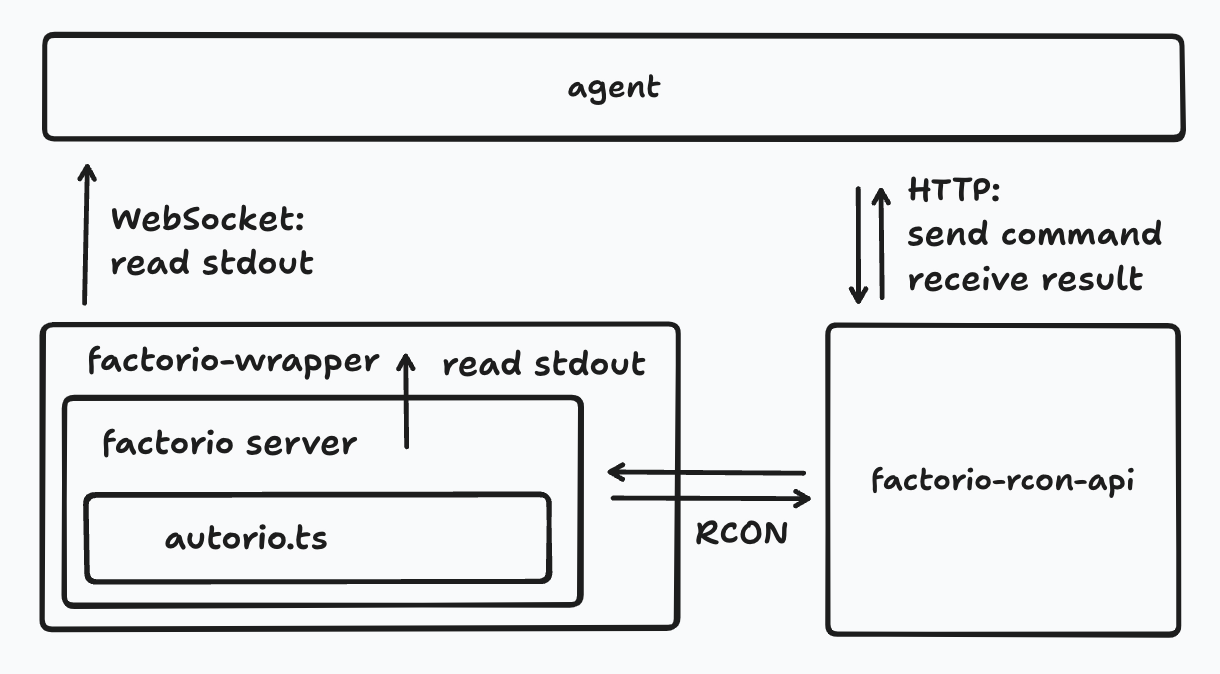 agent
WebSocket:
read stdout
HTTP:
send command
receive result
factorio-wrapper
read stdout
factorio server
autorio.ts
RCON
factorio-rcon-api